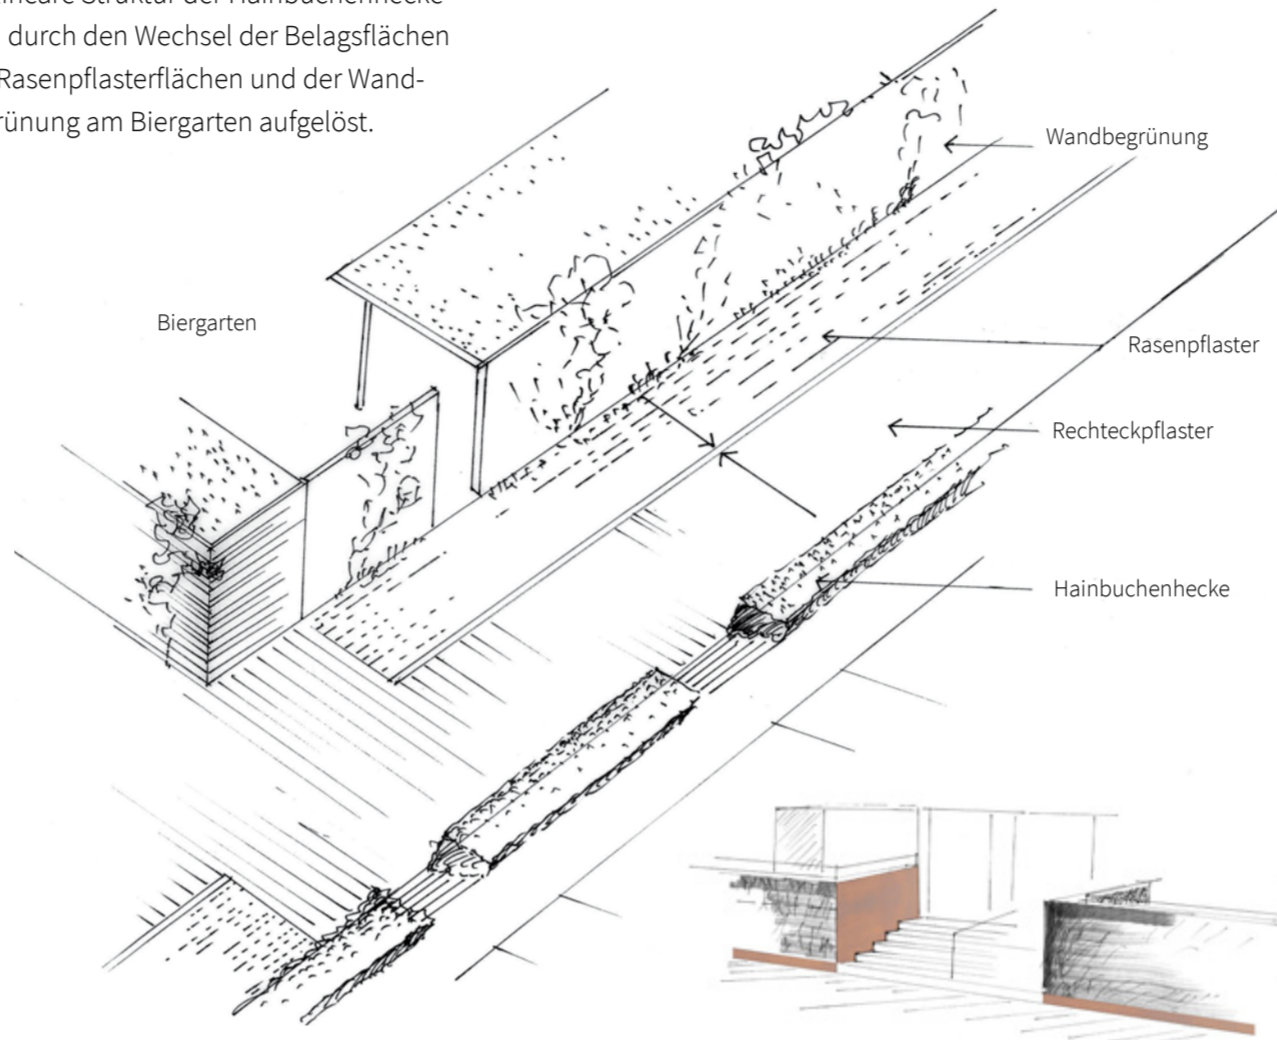 durch den Wechsel der Belagsflächen
Rasenpflasterflächen und der Wand-
rünung am Biergarten aufgelöst.
Wandbegrünung
Biergarten
Rasenpflaster
Rechteckpflaster
Hainbuchenhecke